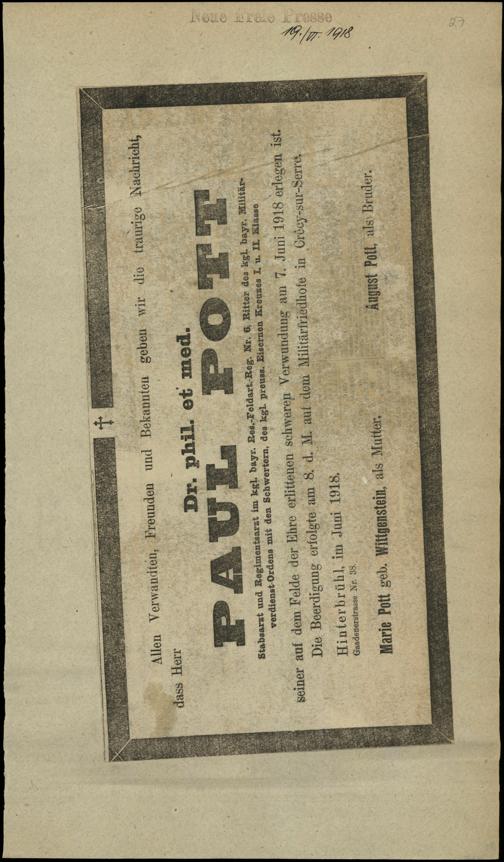 Neue Freie Presse
19./VI. 1918
27
Allen Verwandten, Freunden und Bekannten geben wir die traurige Nachricht,
dass Herr
Dr. phil. et med.
PAUL POTT
Stabsarzt und Regimentsarzt im kgl. bayr. Res.-Feldart.-Reg. Nr. 6, Ritter des kgl. bayr. Militär-
verdienst-Ordens mit den Schwertern, des kgl. preuss. Eisernen Kreuzes I. u. II. Klasse
seiner auf dem Felde der Ehre erlittenen schweren Verwundung am 7. Juni 1918 erlegen ist.
Die Beerdigung erfolgte am 8. d. M. auf dem Militärfriedhofe in Crécy-sur-Serre.
Hinterbrühl, im Juni 1918.
Gaadenerstrasse Nr. 38.
Marie Pott geb. Wittgenstein, als Mutter. August Pott, als Bruder.